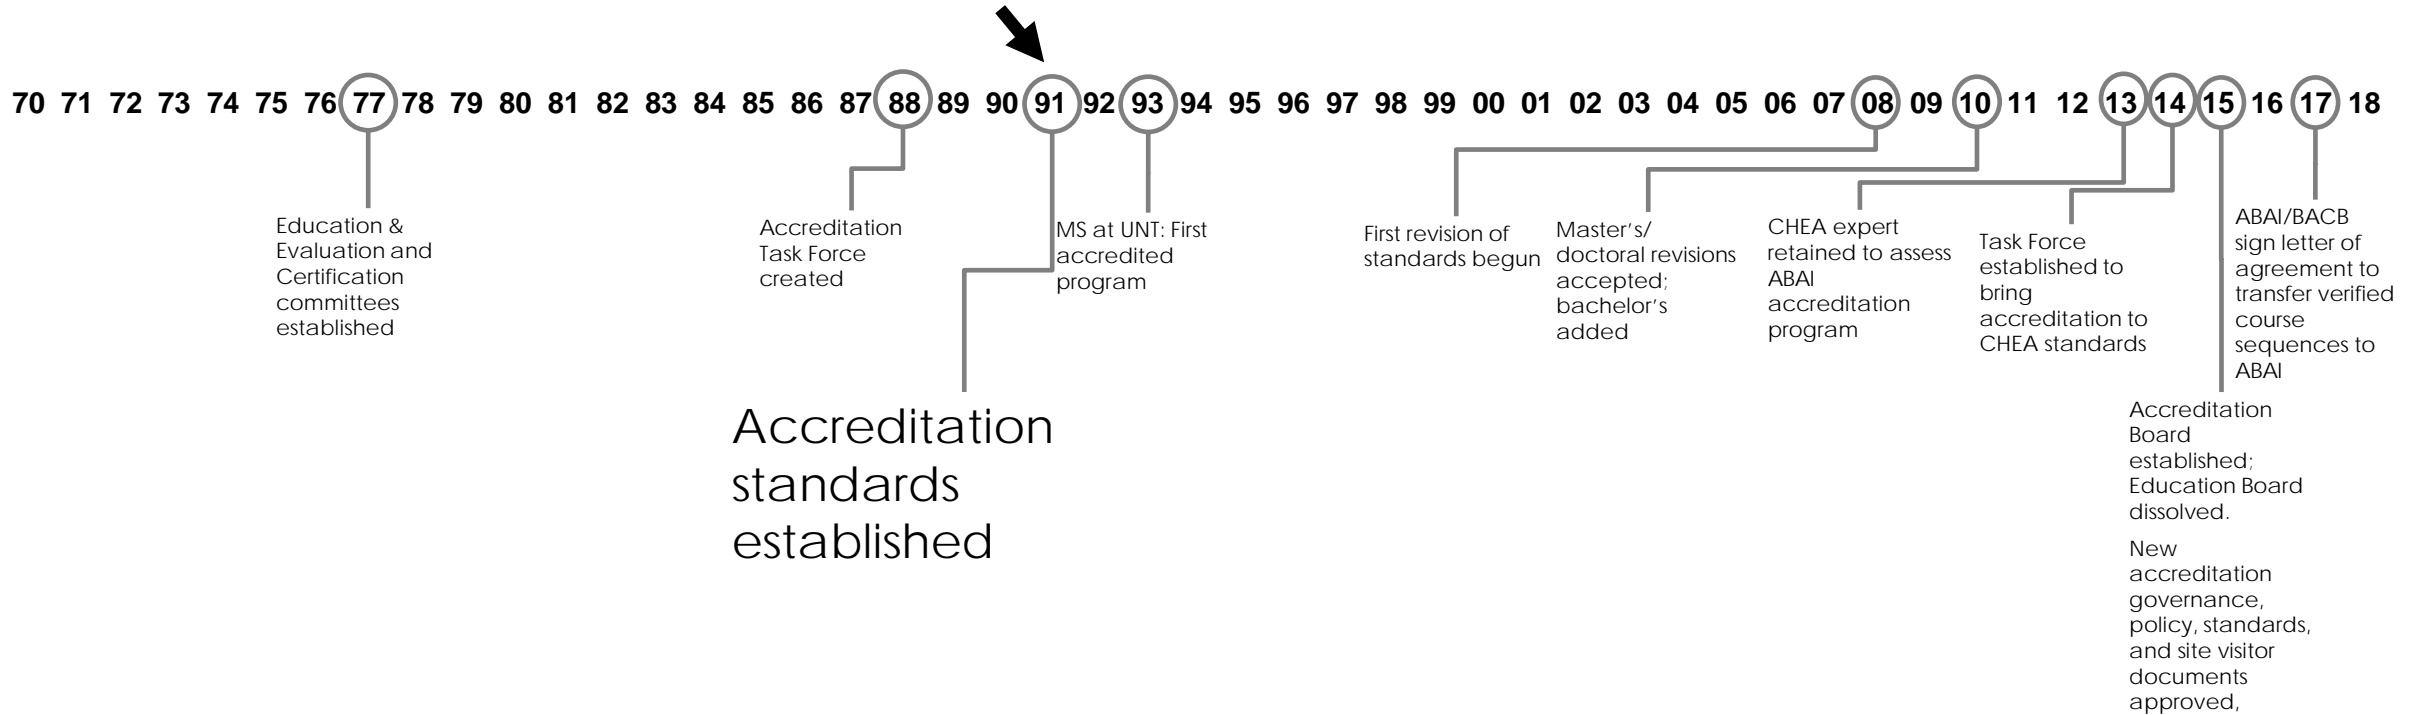 70 71 72 73 74 75 76 77 78 79 80 81 82 83 84 85 86 87 88 89 90 91 92 93 94 95 96 97 98 99 00 01 02 03 04 05 06 07 08 09 10 11 12 13 14 15 16 17 18
Education &
Evaluation and
Certification
committees
established
Accreditation
Task Force
created
Accreditation
standards
established
MS at UNT: First
accredited
program
First revision of
standards begun
Master's/
doctoral revisions
accepted;
bachelor's
added
CHEA expert
retained to assess
ABAI
accreditation
program
Task Force
established to
bring
accreditation to
CHEA standards
Accreditation
Board
established;
Education Board
dissolved.
New
accreditation
governance,
policy, standards,
and site visitor
documents
approved,
ABAI/BACB
sign letter of
agreement to
transfer verified
course
sequences to
ABAI